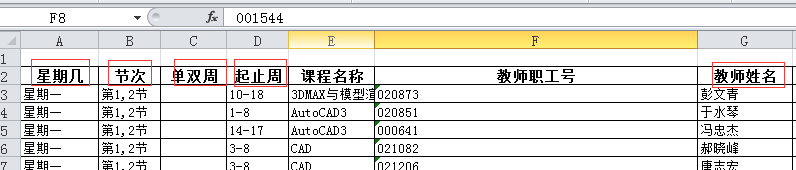 F8 fx 001544
A B C D E F G
1
2 星期几 节次 单双周 起止周 课程名称 教师职工号 教师姓名
3 星期一 第1,2节 10-18 3DMAX与模型渲 020873 彭文青
4 星期一 第1,2节 1-8 AutoCAD3 020851 于水琴
5 星期一 第1,2节 14-17 AutoCAD3 000641 冯忠杰
6 星期一 第1,2节 3-8 CAD 021082 郝晓峰
7 星期一 第1,2节 3-8 CAD 021206 唐志宏